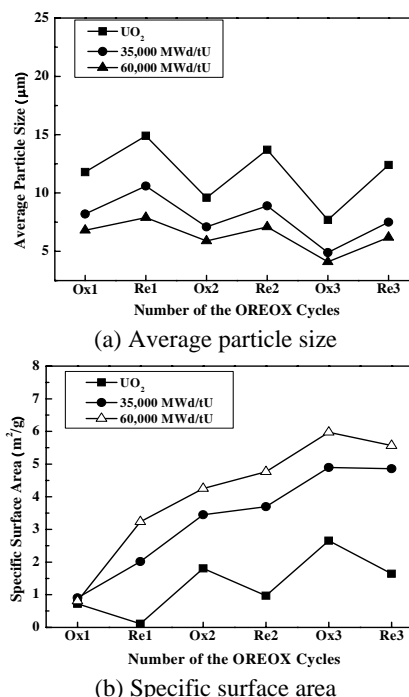 25
20
15
10
5
Average Particle Size (μm)
UO2
35,000 MWd/tU
60,000 MWd/tU
Ox1 Re1 Ox2 Re2 Ox3 Re3
Number of the OREOX Cycles
(a) Average particle size
8
7
6
5
4
3
2
1
0
Specific Surface Area (m²/g)
UO2
35,000 MWd/tU
60,000 MWd/tU
Ox1 Re1 Ox2 Re2 Ox3 Re3
Number of the OREOX Cycles
(b) Specific surface area